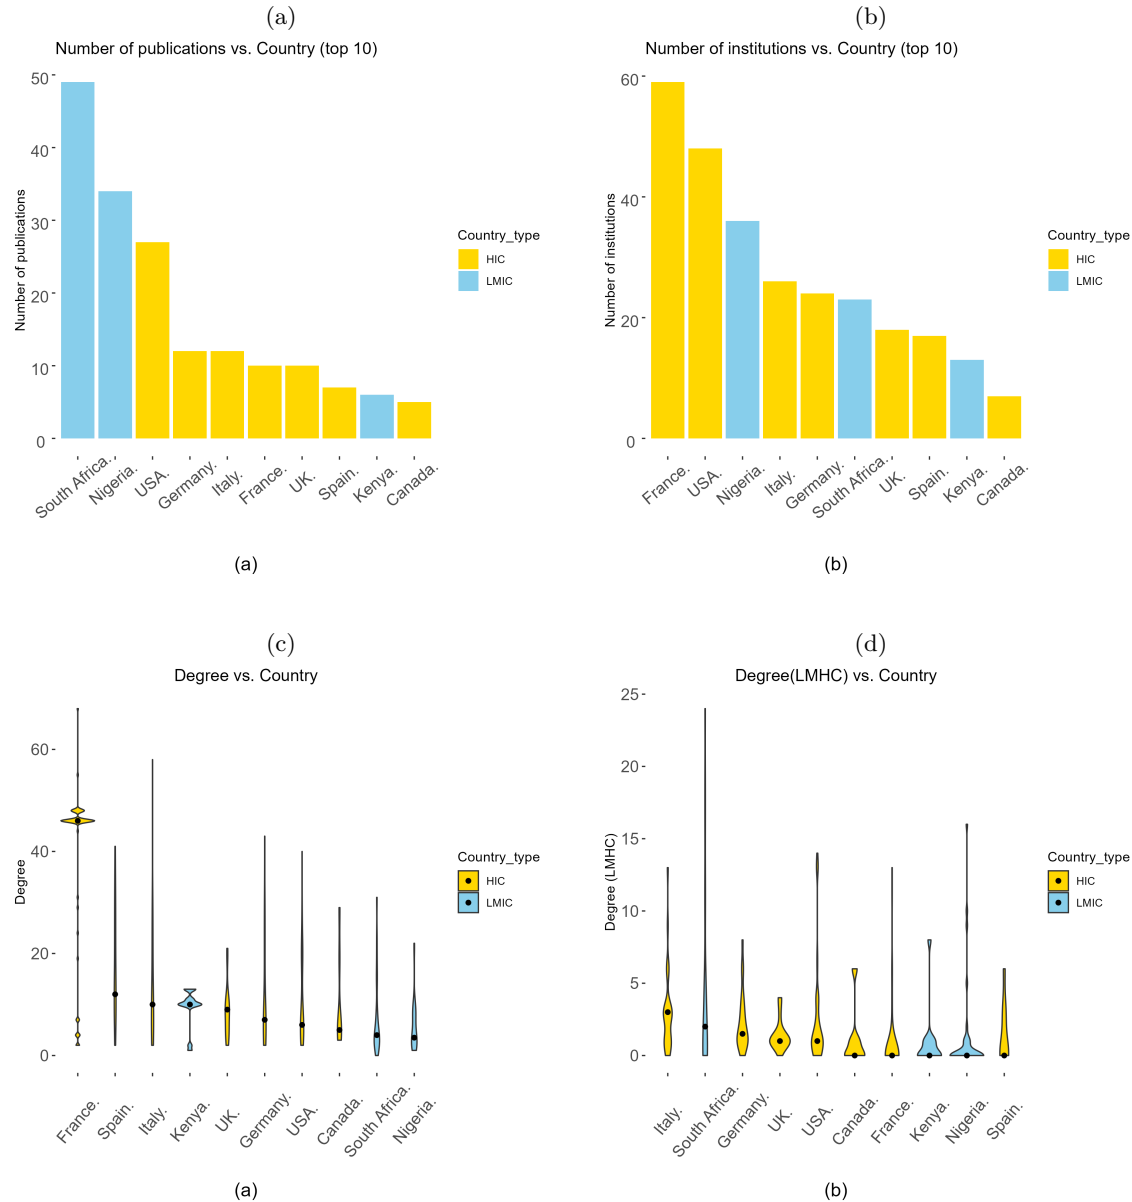 (a)
Number of publications vs. Country (top 10)
Number of publications
50
40
30
20
10
0
South Africa.
Nigeria.
USA.
Germany.
Italy.
France.
UK.
Spain.
Kenya.
Canada.
Country_type
HIC
LMIC
(a)
(b)
Number of institutions vs. Country (top 10)
Number of institutions
60
40
20
0
France.
USA.
Nigeria.
Italy.
Germany.
South Africa.
UK.
Spain.
Kenya.
Canada.
Country_type
HIC
LMIC
(b)
(c)
Degree vs. Country
Degree
60
40
20
0
France.
Spain.
Italy.
Kenya.
UK.
Germany.
USA.
Canada.
South Africa.
Nigeria.
Country_type
HIC
LMIC
(a)
(d)
Degree(LMHC) vs. Country
Degree (LMHC)
25
20
15
10
5
0
Italy.
South Africa.
Germany.
UK.
USA.
Canada.
France.
Kenya.
Nigeria.
Spain.
Country_type
HIC
LMIC
(b)